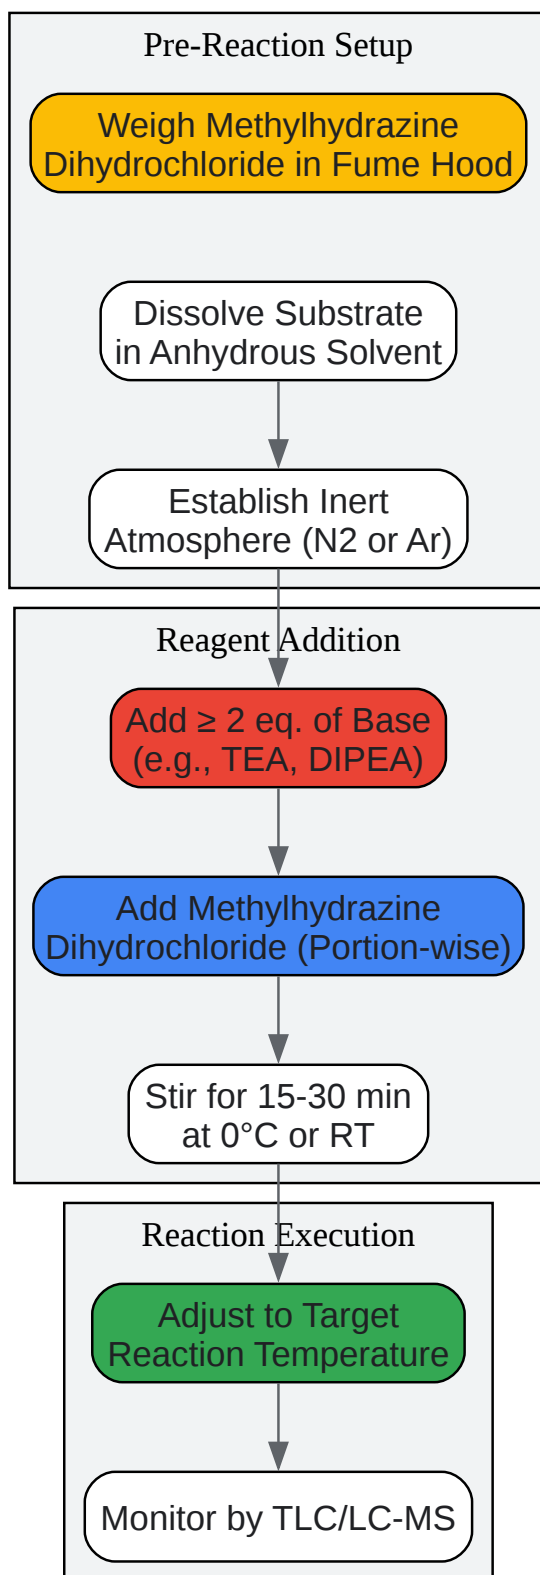 Pre-Reaction Setup
Weigh Methylhydrazine
Dihydrochloride in Fume Hood
Dissolve Substrate
in Anhydrous Solvent
Establish Inert
Atmosphere (N2 or Ar)
Reagent Addition
Add ≥ 2 eq. of Base
(e.g., TEA, DIPEA)
Add Methylhydrazine
Dihydrochloride (Portion-wise)
Stir for 15-30 min
at 0°C or RT
Reaction Execution
Adjust to Target
Reaction Temperature
Monitor by TLC/LC-MS